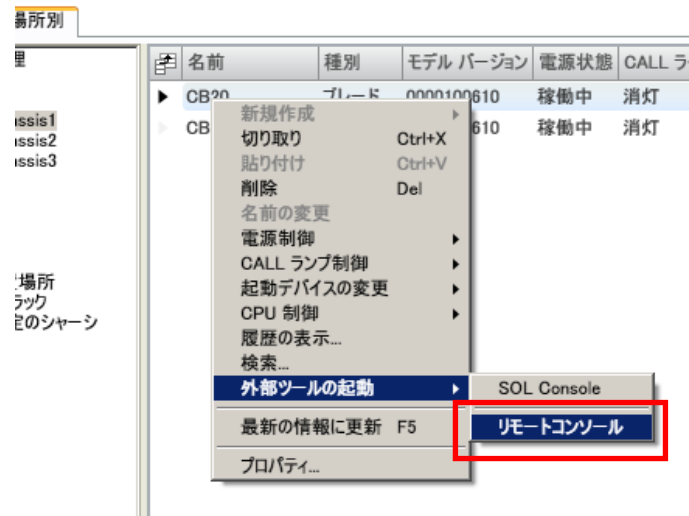 場所別
理
名前 種別 モデル バージョン 電源状態 CALL ラ
CB20 ブレード 0000100610 稼働中 消灯
CB 610 稼働中 消灯
assis1
assis2
assis3
場所
ラック
定のシャーシ
新規作成
切り取り Ctrl+X
貼り付け Ctrl+V
削除 Del
名前の変更
電源制御
CALL ランプ制御
起動デバイスの変更
CPU 制御
履歴の表示...
検索...
外部ツールの起動
SOL Console
リモートコンソール
最新の情報に更新 F5
プロパティ...